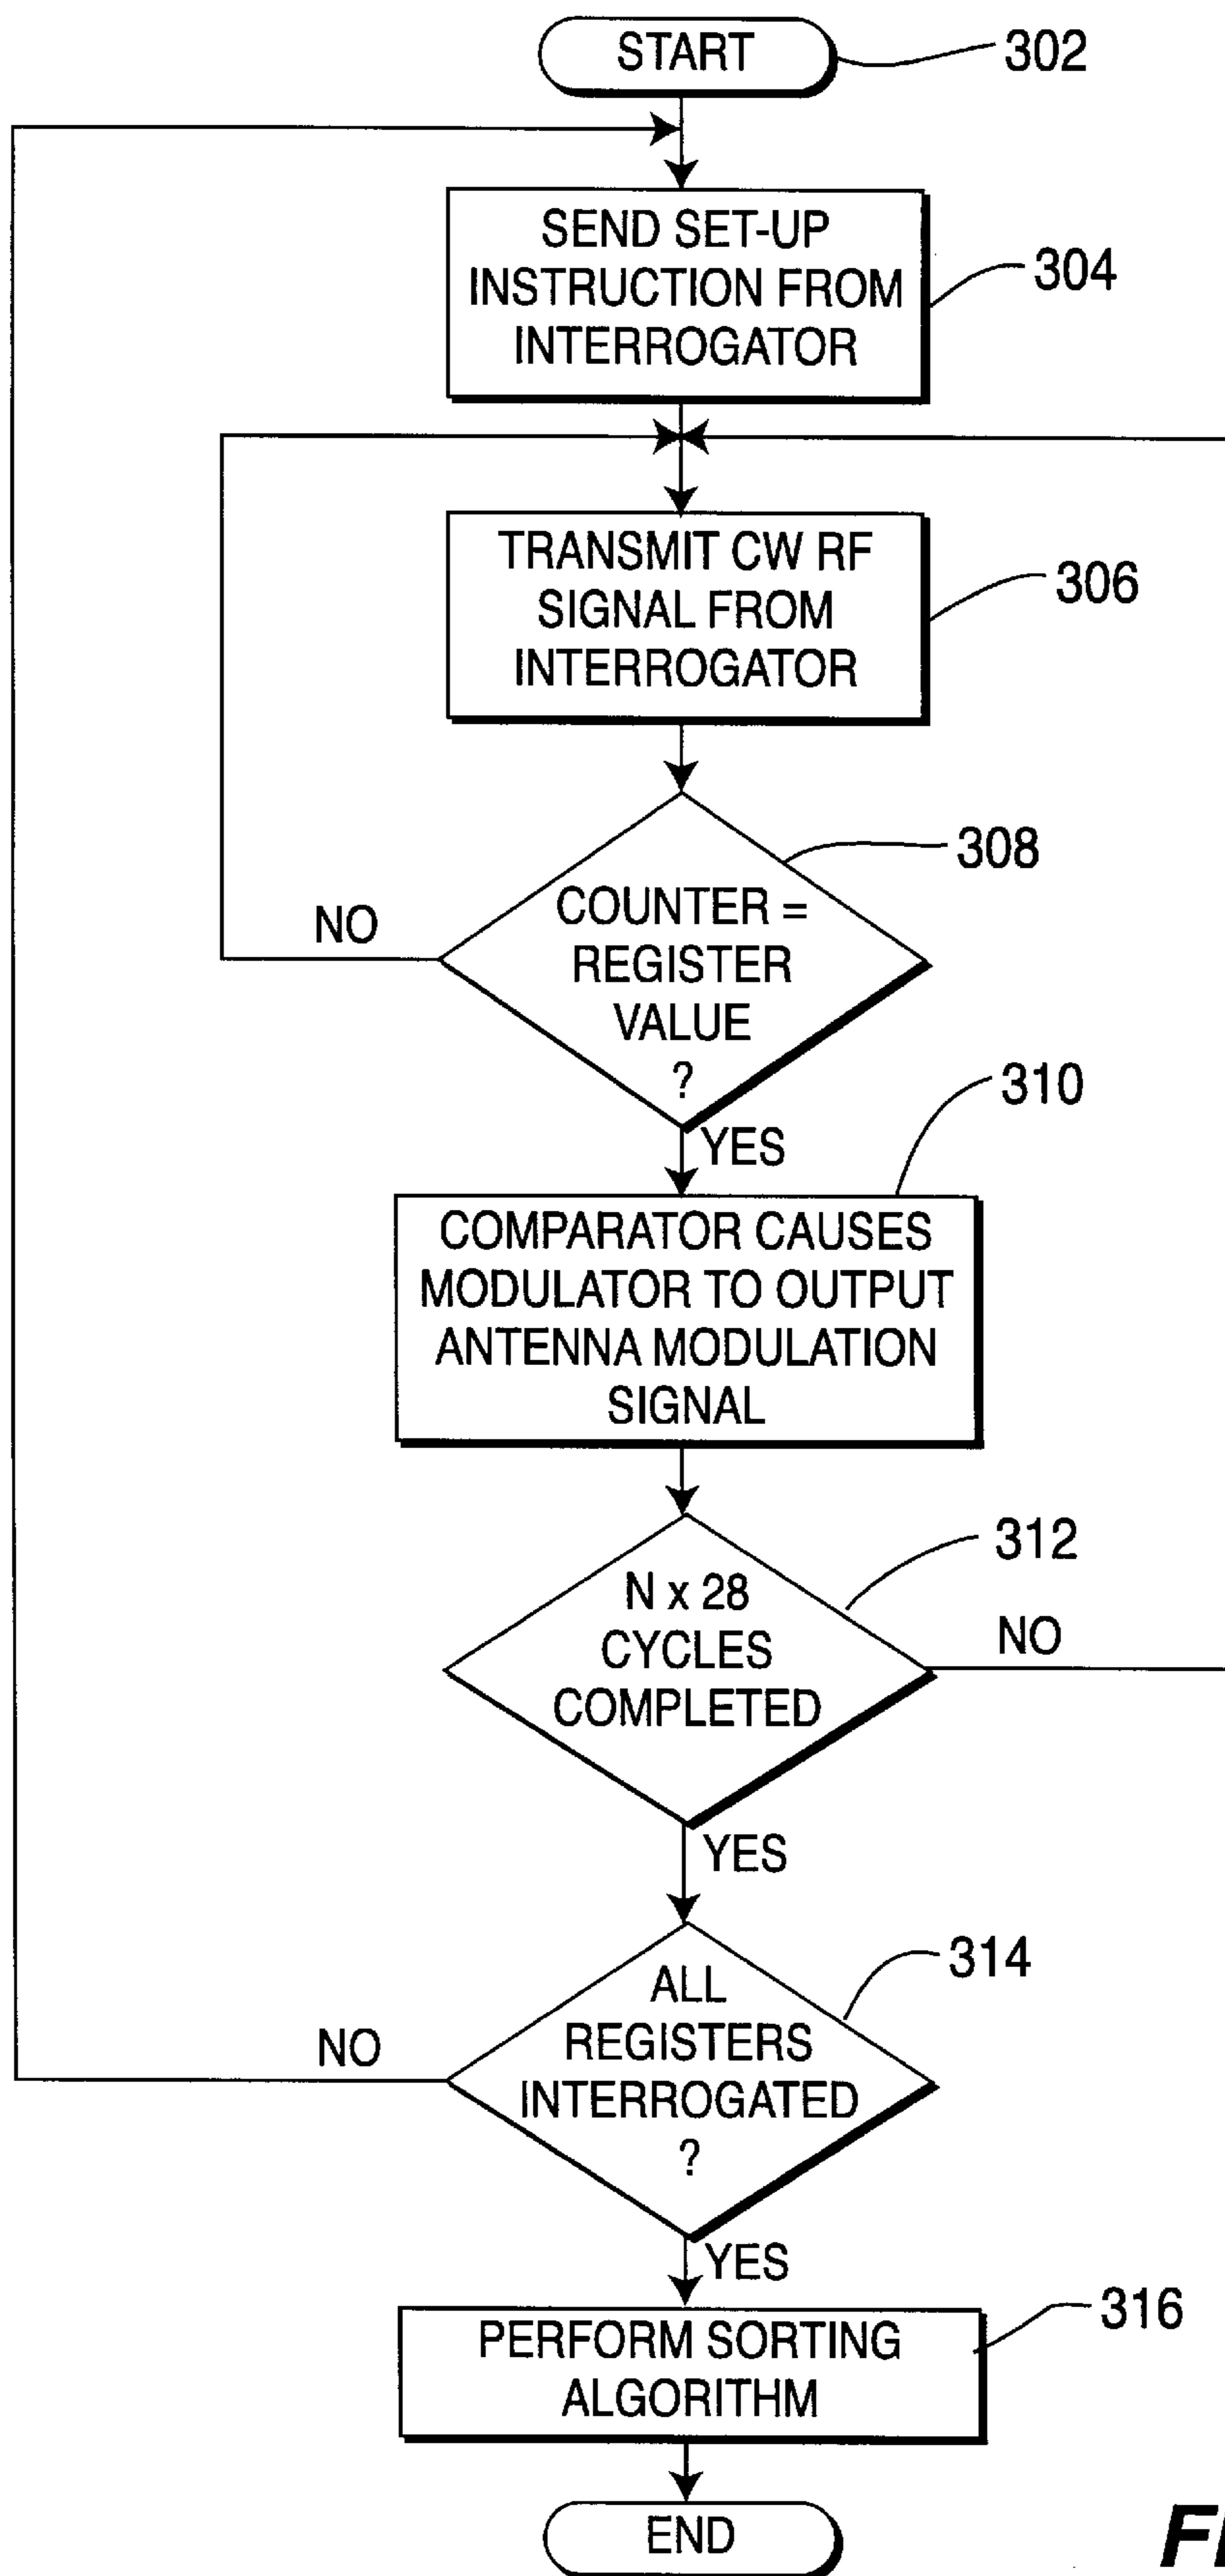 START
302
SEND SET-UP
INSTRUCTION FROM
INTERROGATOR
304
TRANSMIT CW RF
SIGNAL FROM
INTERROGATOR
306
308
COUNTER =
REGISTER
VALUE
?
NO
YES
310
COMPARATOR CAUSES
MODULATOR TO OUTPUT
ANTENNA MODULATION
SIGNAL
312
N x 28
CYCLES
COMPLETED
NO
YES
314
ALL
REGISTERS
INTERROGATED
?
NO
YES
316
PERFORM SORTING
ALGORITHM
END